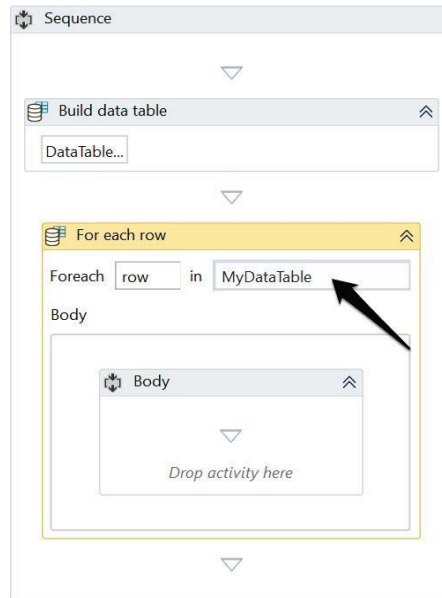 Sequence
Build data table
DataTable...
For each row
Foreach row in MyDataTable
Body
Body
Drop activity here